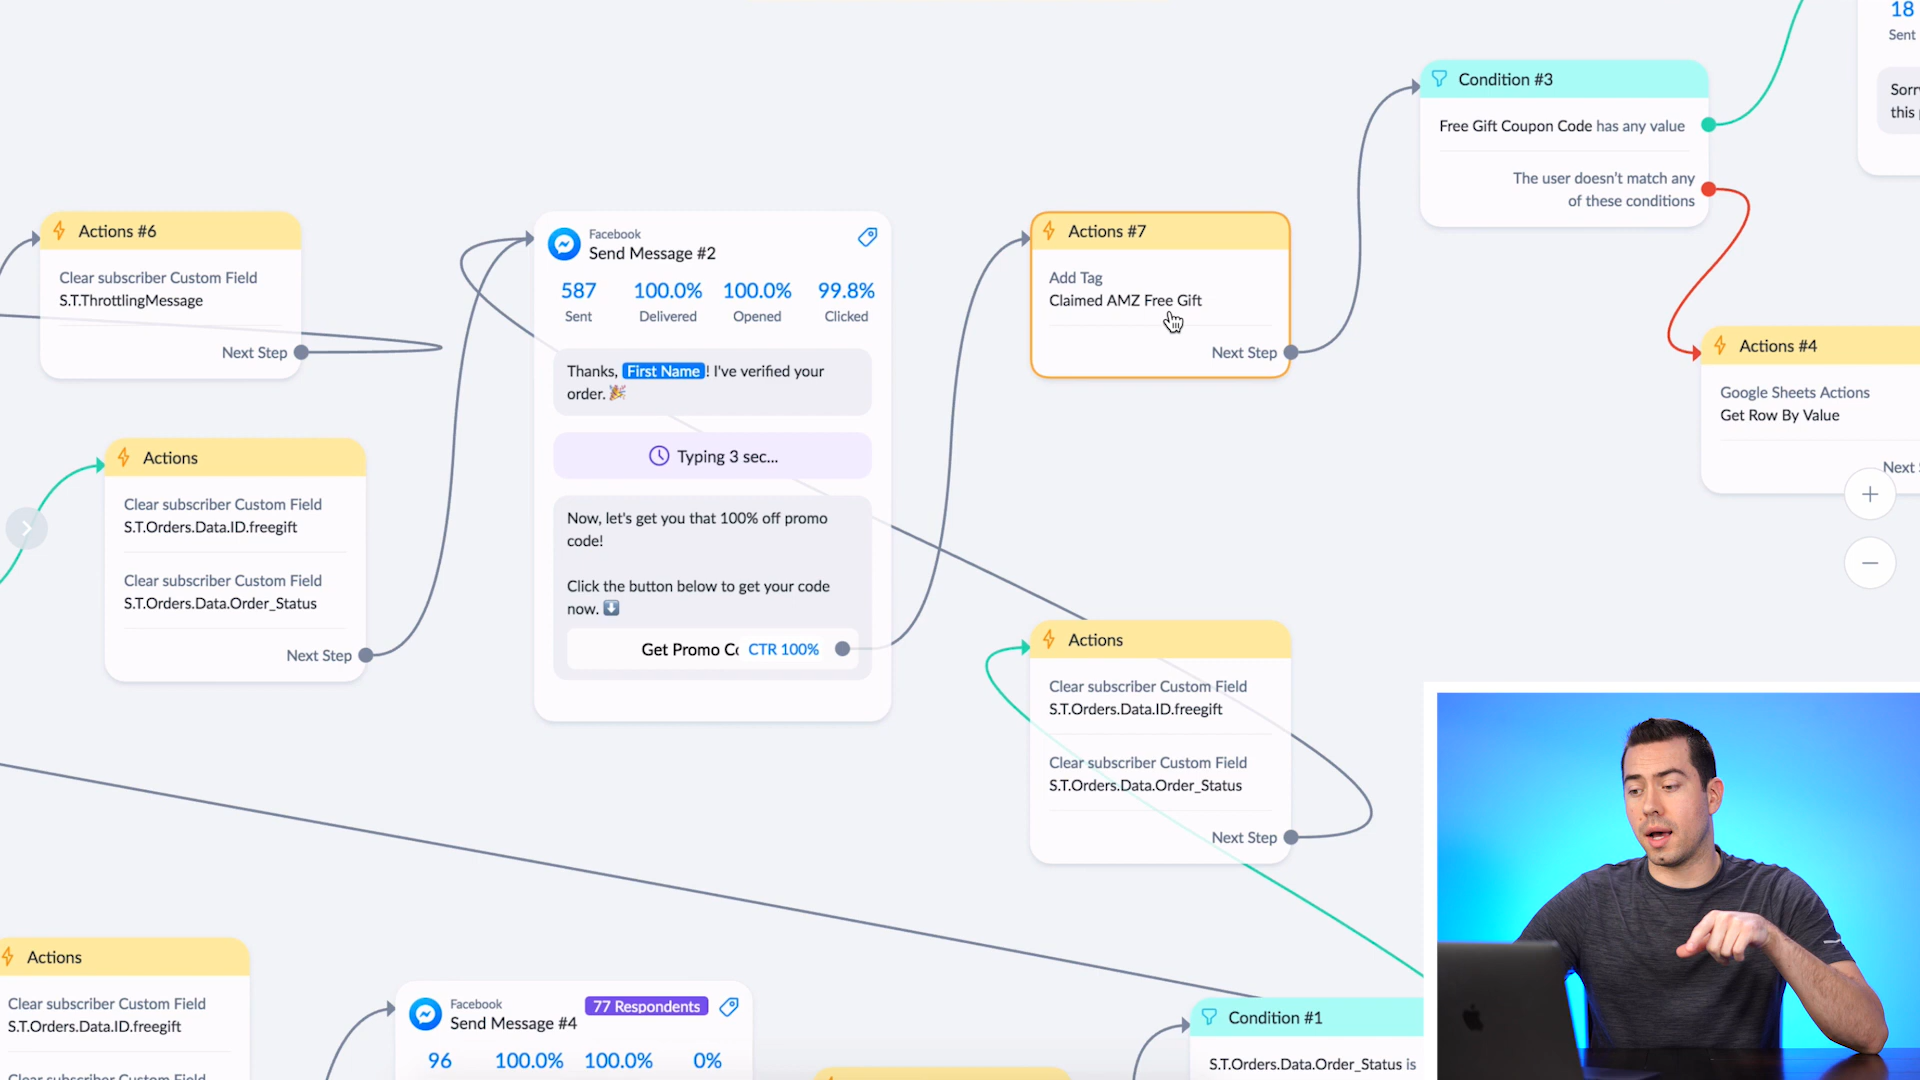 18
Sent
Sorry
this
Condition #3
Free Gift Coupon Code has any value
The user doesn't match any
of these conditions
Actions #6
Clear subscriber Custom Field
S.T.ThrottlingMessage
Next Step
Facebook
Send Message #2
587
Sent
100.0%
Delivered
100.0%
Opened
99.8%
Clicked
Thanks, First Name! I've verified your
order. 🎉
Typing 3 sec...
Now, let's get you that 100% off promo
code!
Click the button below to get your code
now. ⬇️
Get Promo Co CTR 100%
Actions #7
Add Tag
Claimed AMZ Free Gift
Next Step
Actions #4
Google Sheets Actions
Get Row By Value
Next
Actions
Clear subscriber Custom Field
S.T.Orders.Data.ID.freegift
Clear subscriber Custom Field
S.T.Orders.Data.Order_Status
Next Step
Actions
Clear subscriber Custom Field
S.T.Orders.Data.ID.freegift
Clear subscriber Custom Field
S.T.Orders.Data.Order_Status
Next Step
Actions
Clear subscriber Custom Field
S.T.Orders.Data.ID.freegift
Clear subscriber Custom Field
Facebook
Send Message #4
77 Respondents
96
100.0%
100.0%
0%
Condition #1
S.T.Orders.Data.Order_Status is